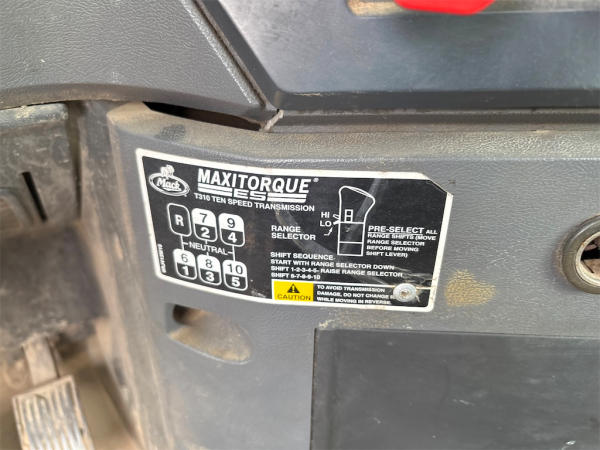 Mack
MAXITORQUE®
ES
T310 TEN SPEED TRANSMISSION
R 7 9
2 4
NEUTRAL
6 8 10
1 3 5
HI
LO
RANGE
SELECTOR
PRE-SELECT ALL
RANGE SHIFTS (MOVE
RANGE SELECTOR
BEFORE MOVING
SHIFT LEVER)
SHIFT SEQUENCE
START WITH RANGE SELECTOR DOWN
SHIFT 1-2-3-4-5- RAISE RANGE SELECTOR
SHIFT 6-7-8-9-10
CAUTION
TO AVOID TRANSMISSION
DAMAGE, DO NOT CHANGE
WHILE MOVING IN REVERSE.